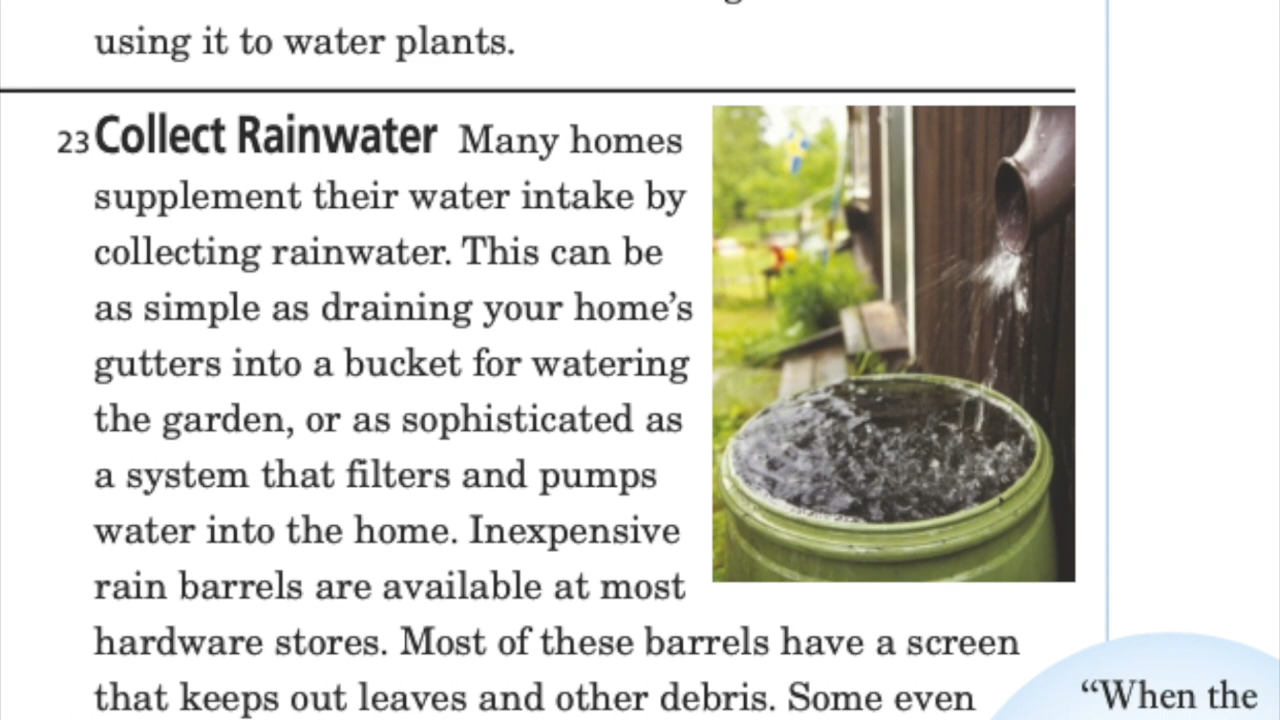 using it to water plants.
23 Collect Rainwater Many homes
supplement their water intake by
collecting rainwater. This can be
as simple as draining your home’s
gutters into a bucket for watering
the garden, or as sophisticated as
a system that filters and pumps
water into the home. Inexpensive
rain barrels are available at most
hardware stores. Most of these barrels have a screen
that keeps out leaves and other debris. Some even
“When the